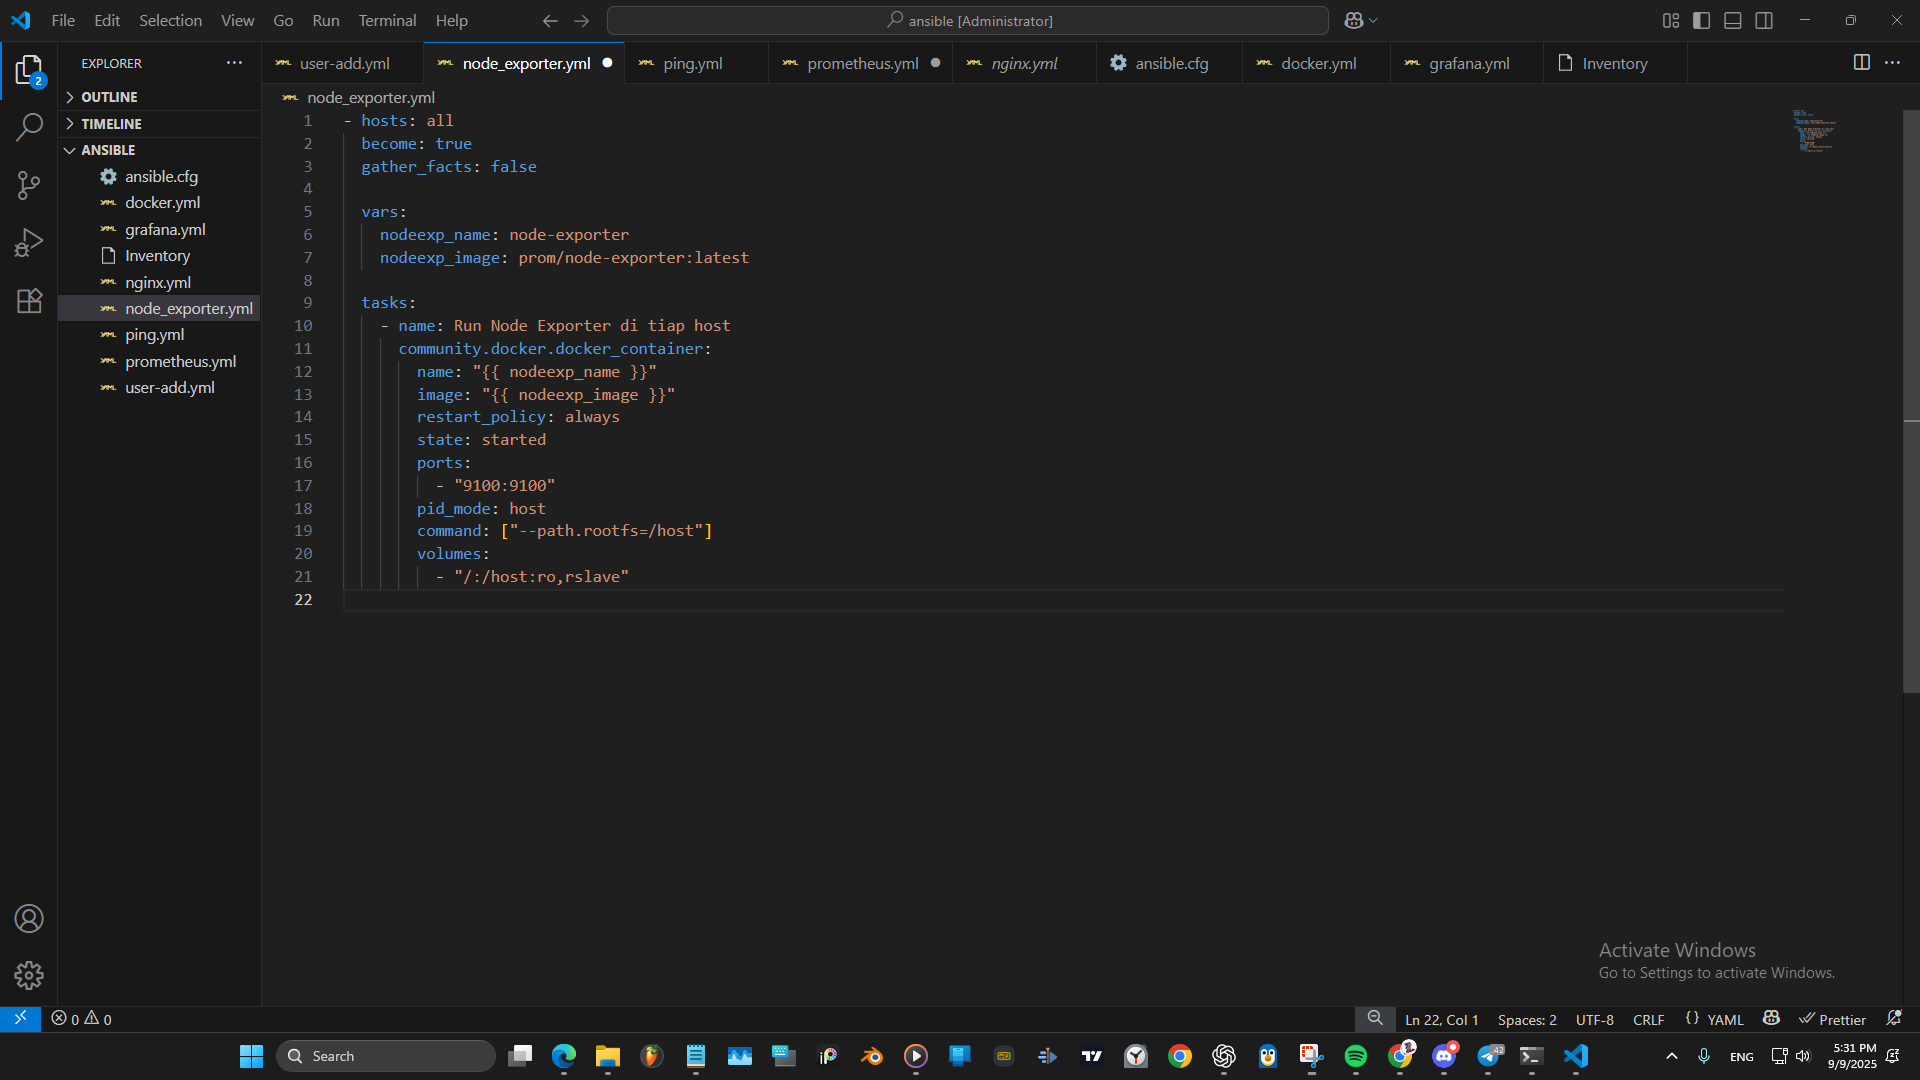 File Edit Selection View Go Run Terminal Help
ansible [Administrator]
EXPLORER
2
OUTLINE
TIMELINE
ANSIBLE
ansible.cfg
docker.yml
grafana.yml
Inventory
nginx.yml
node_exporter.yml
ping.yml
prometheus.yml
user-add.yml
user-add.yml node_exporter.yml ping.yml prometheus.yml nginx.yml ansible.cfg docker.yml grafana.yml Inventory
node_exporter.yml
1 - hosts: all
2 become: true
3 gather_facts: false
4
5 vars:
6 nodeexp_name: node-exporter
7 nodeexp_image: prom/node-exporter:latest
8
9 tasks:
10 - name: Run Node Exporter di tiap host
11 community.docker.docker_container:
12 name: "{{ nodeexp_name }}"
13 image: "{{ nodeexp_image }}"
14 restart_policy: always
15 state: started
16 ports:
17 - "9100:9100"
18 pid_mode: host
19 command: ["--path.rootfs=/host"]
20 volumes:
21 - "/:/host:ro,rslave"
22
Activate Windows
Go to Settings to activate Windows.
0 0
Ln 22, Col 1 Spaces: 2 UTF-8 CRLF {} YAML Prettier
Search
42
ENG
5:31 PM
9/9/2025